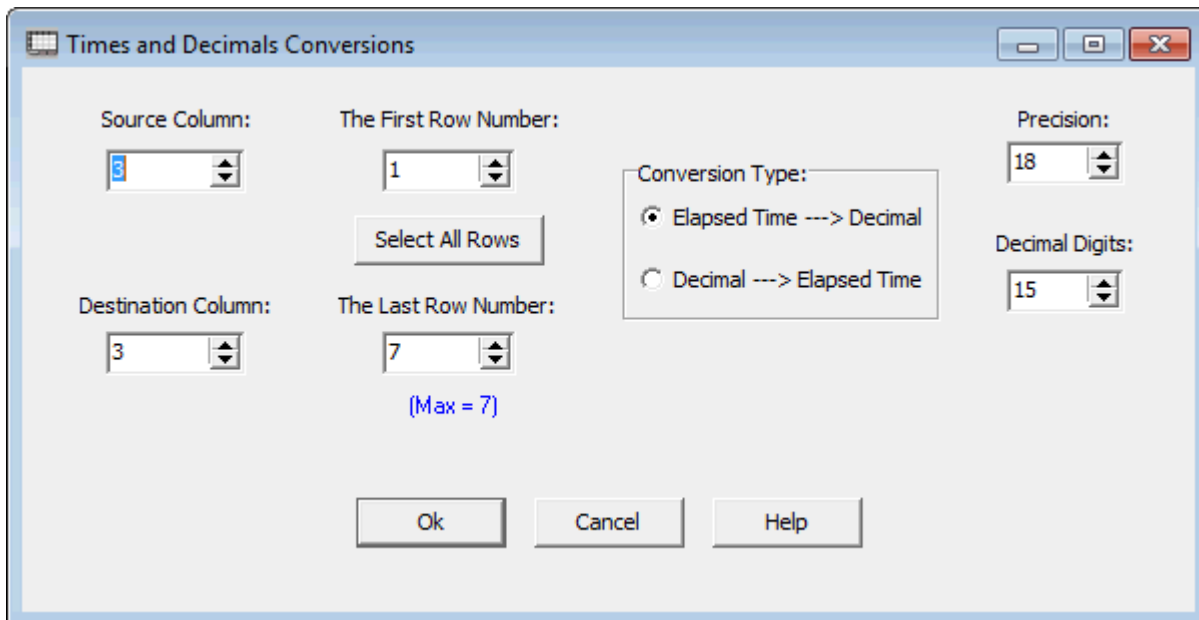 Times and Decimals Conversions
Source Column:
3
The First Row Number:
1
Select All Rows
Destination Column:
3
The Last Row Number:
7
(Max = 7)
Conversion Type:
Elapsed Time ---> Decimal
Decimal ---> Elapsed Time
Precision:
18
Decimal Digits:
15
Ok
Cancel
Help